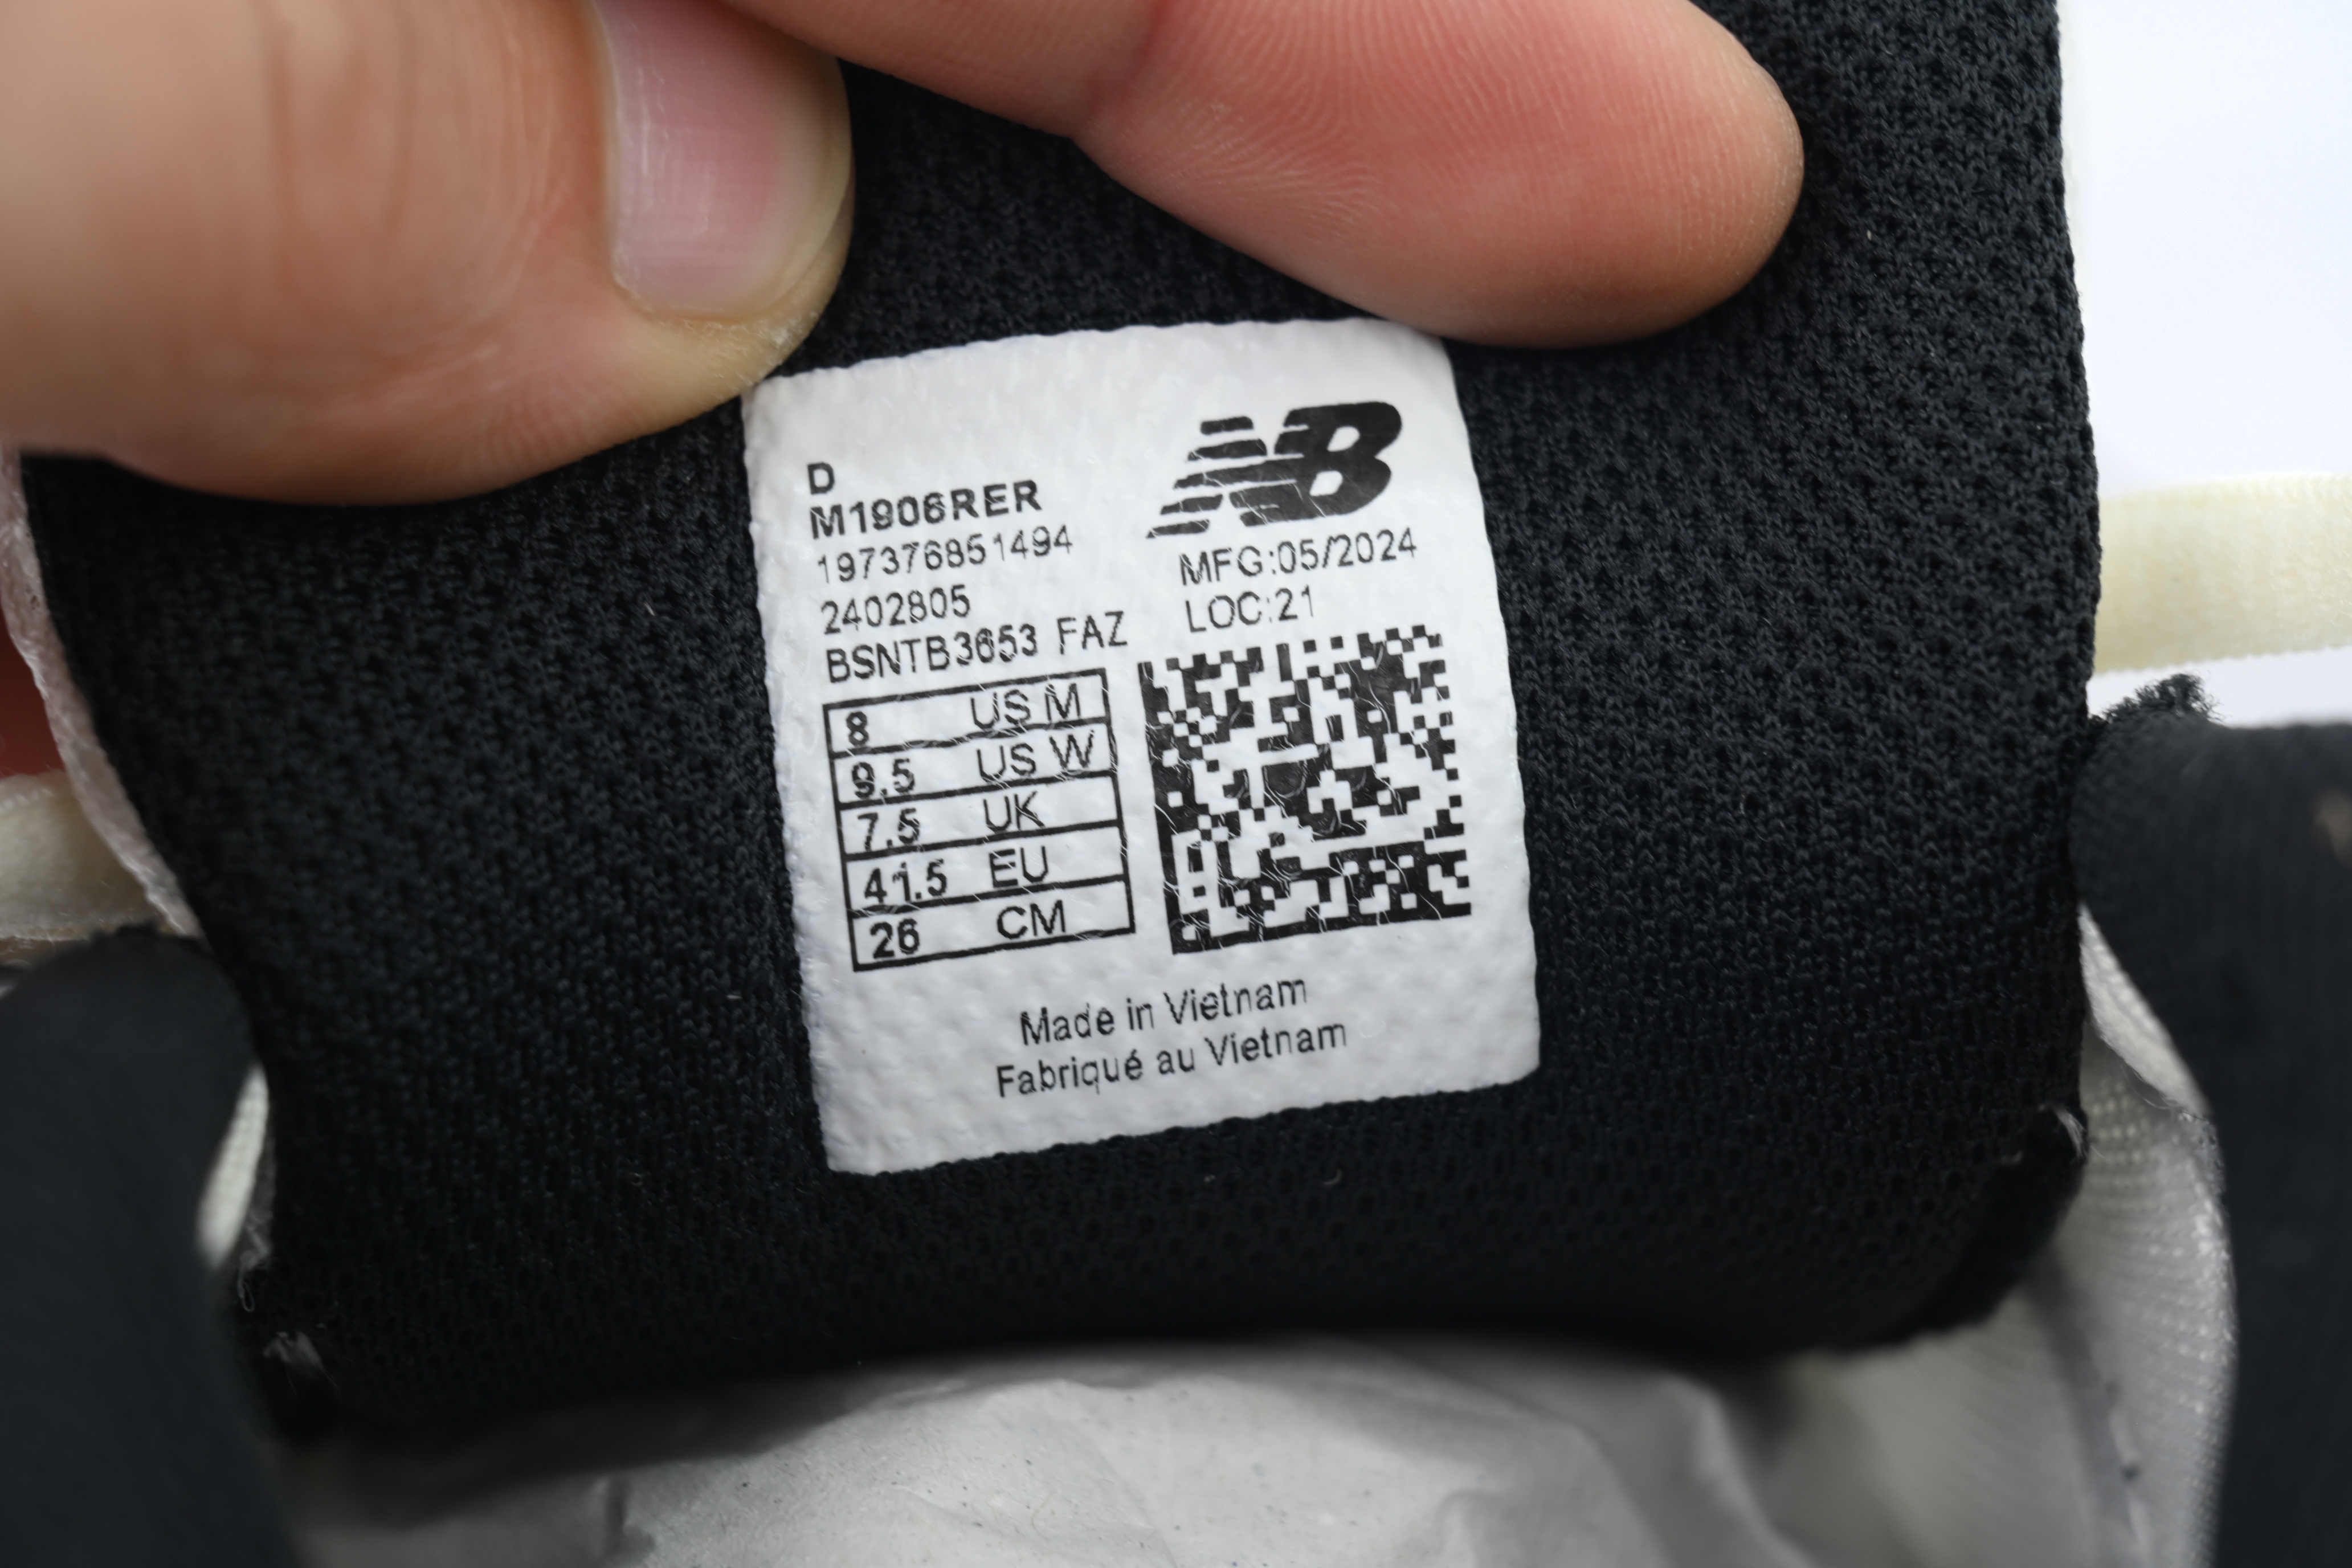 D
M1906RER
197376851494
2402805
BSNTB3653 FAZ
NB
MFG:05/2024
LOC:21
8 US M
9.5 US W
7.5 UK
41.5 EU
26 CM
Made in Vietnam
Fabriqué au Vietnam